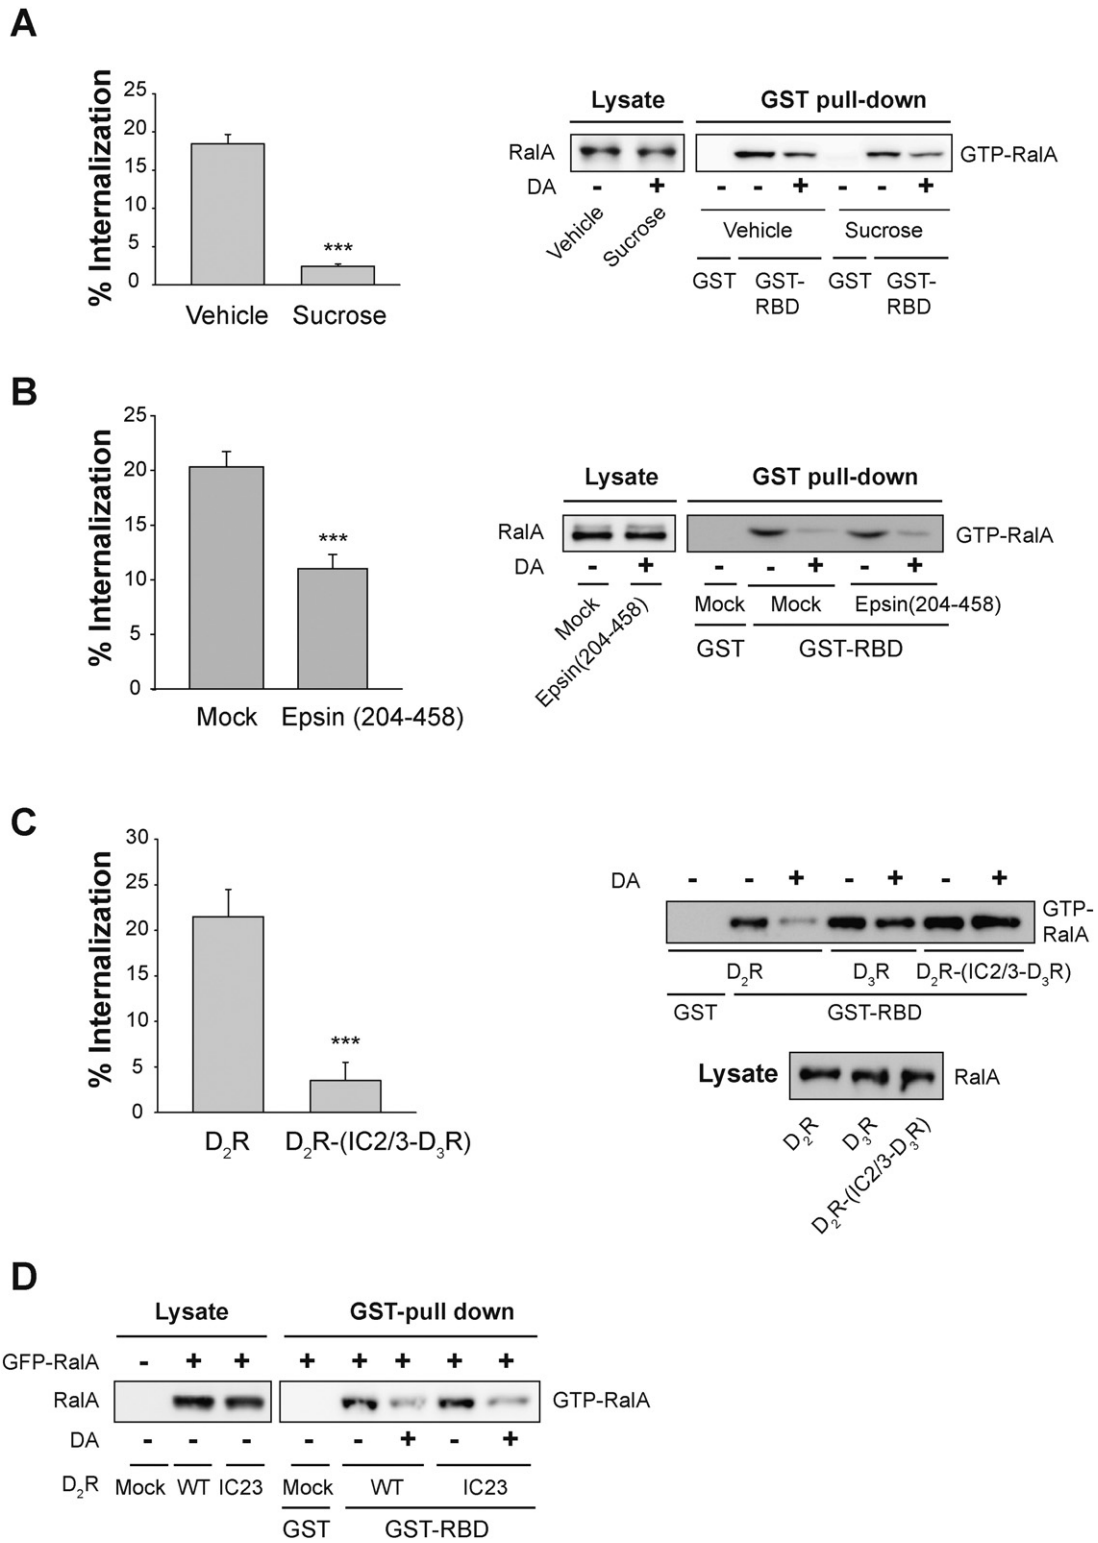 A
% Internalization
25
20
15
10
5
0
***
Vehicle Sucrose
Lysate GST pull-down
RalA GTP-RalA
DA - + - - + - - +
Vehicle Sucrose Vehicle Sucrose
GST GST-RBD GST GST-RBD
B
% Internalization
25
20
15
10
5
0
***
Mock Epsin (204-458)
Lysate GST pull-down
RalA GTP-RalA
DA - + - - + - +
Mock Epsin(204-458) Mock Mock Epsin(204-458)
GST GST-RBD
C
% Internalization
30
20
15
10
5
0
***
D2R D2R-(IC2/3-D3R)
DA - - + - + - +
GTP-RalA
D2R D3R D2R-(IC2/3-D3R)
GST GST-RBD
Lysate RalA
D2R D3R D2R-(IC2/3-D3R)
D
Lysate GST-pull down
GFP-RalA - + + + + + + +
RalA GTP-RalA
DA - - - - - + - +
D2R Mock WT IC23 Mock WT IC23
GST GST-RBD